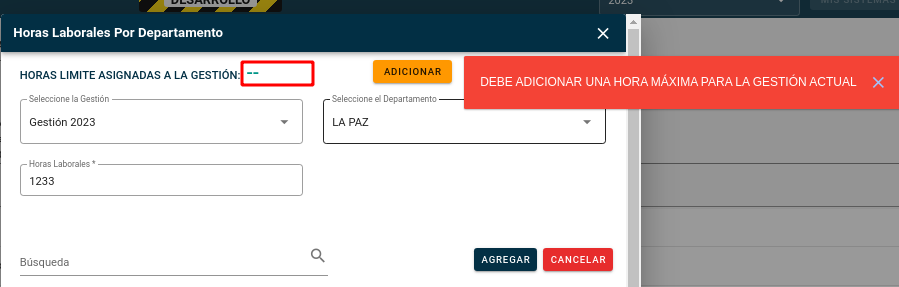 DESARROLLO
2023
MIS SISTEMAS
Horas Laborales Por Departamento
HORAS LIMITE ASIGNADAS A LA GESTIÓN: --
ADICIONAR
DEBE ADICIONAR UNA HORA MÁXIMA PARA LA GESTIÓN ACTUAL
Seleccione la Gestión
Gestión 2023
Seleccione el Departamento
LA PAZ
Horas Laborales *
1233
Búsqueda
AGREGAR
CANCELAR